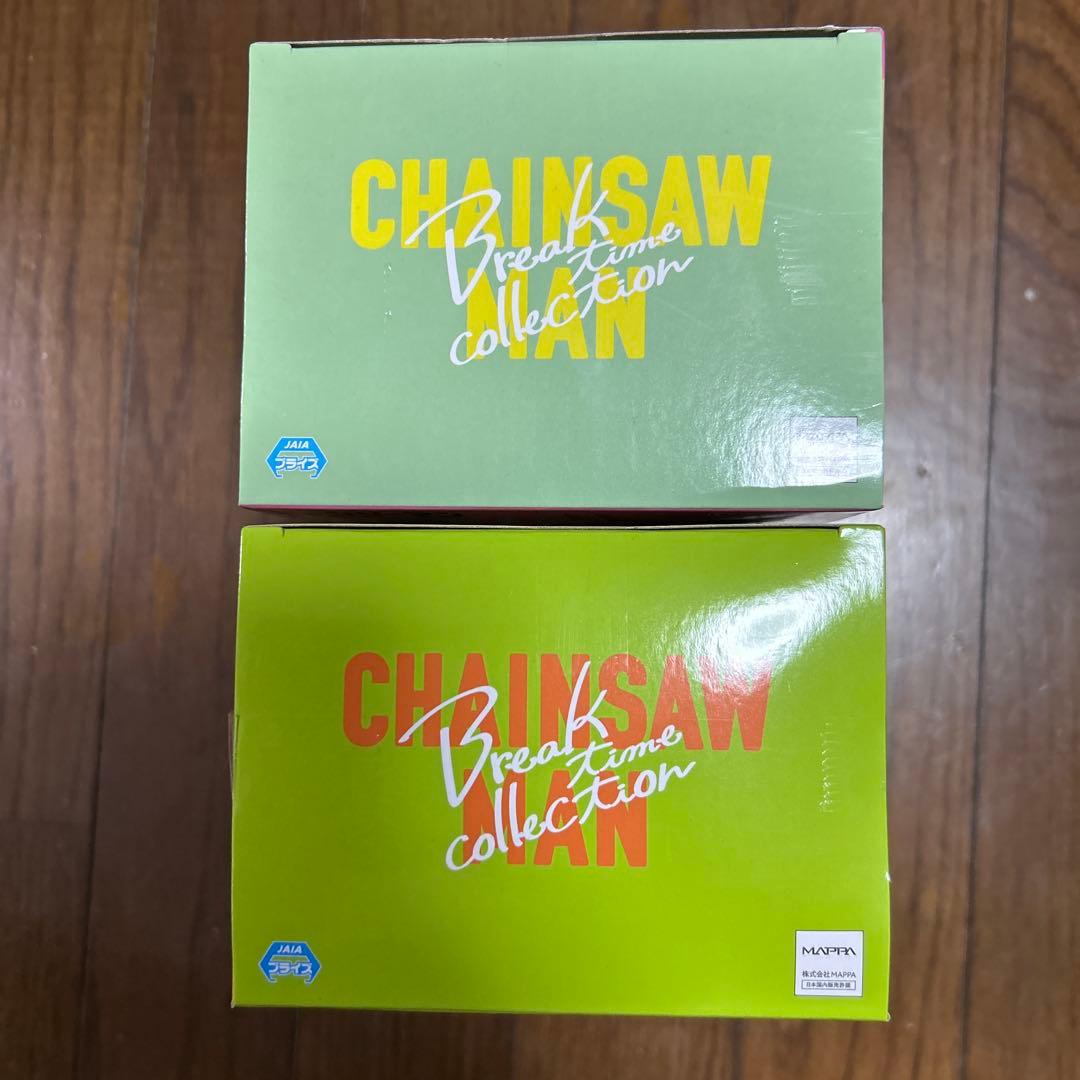 CHAINSAW
MAN
Break
time
collection
JAIA
プライズ
MAPPA
CHAINSAW
MAN
Break
time
collection
JAIA
プライズ
MAPPA
株式会社MAPPA
日本国内販売許諾